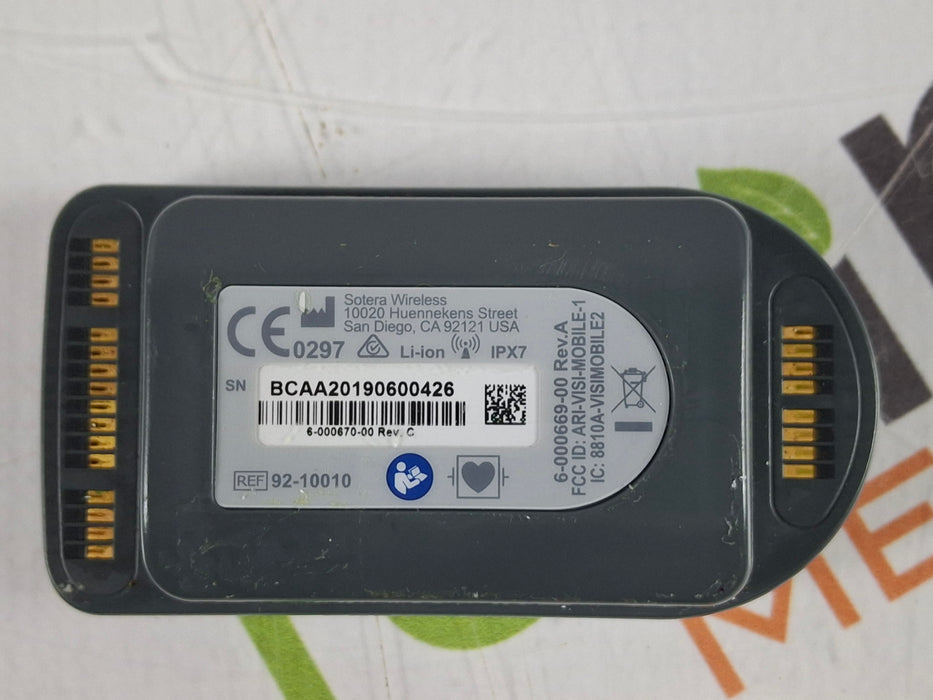 Sotera Wireless
10020 Huennekens Street
San Diego, CA 92121 USA
CE 0297 Li-ion IPX7
SN BCAA20190600426
6-000670-00 Rev. C
REF 92-10010
6-000669-00 Rev.A
FCC ID: ARI-VISI-MOBILE-1
IC: 8810A-VISIMOBILE2
ME